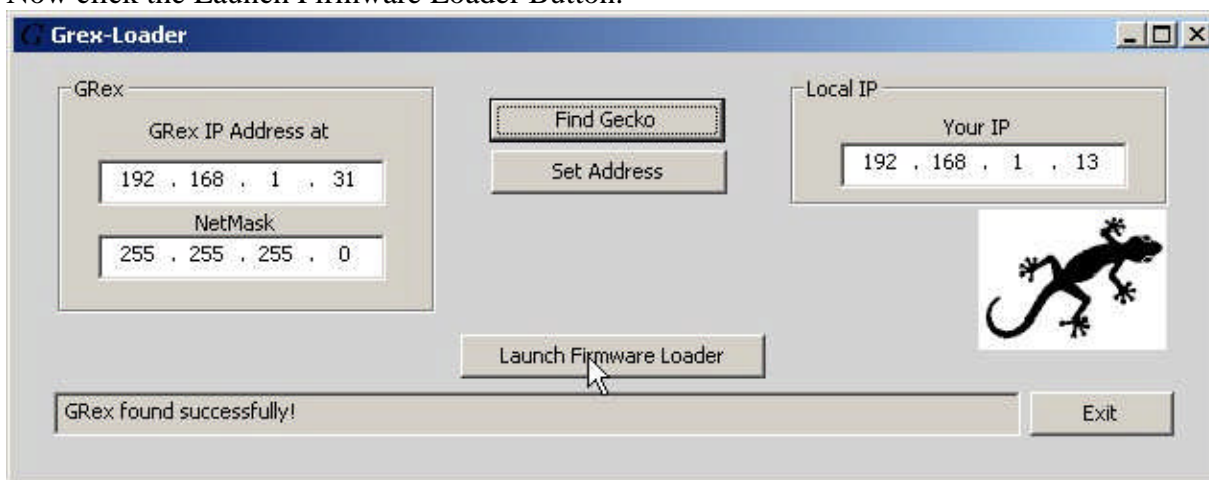 Now click the Launch Firmware Loader Button.
Grex-Loader
GRex
GRex IP Address at
192 . 168 . 1 . 31
NetMask
255 . 255 . 255 . 0
Find Gecko
Set Address
Local IP
Your IP
192 . 168 . 1 . 13
Launch Firmware Loader
GRex found successfully!
Exit